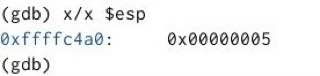 (gdb) x/x $esp
0xffffc4a0:     0x00000005
(gdb)